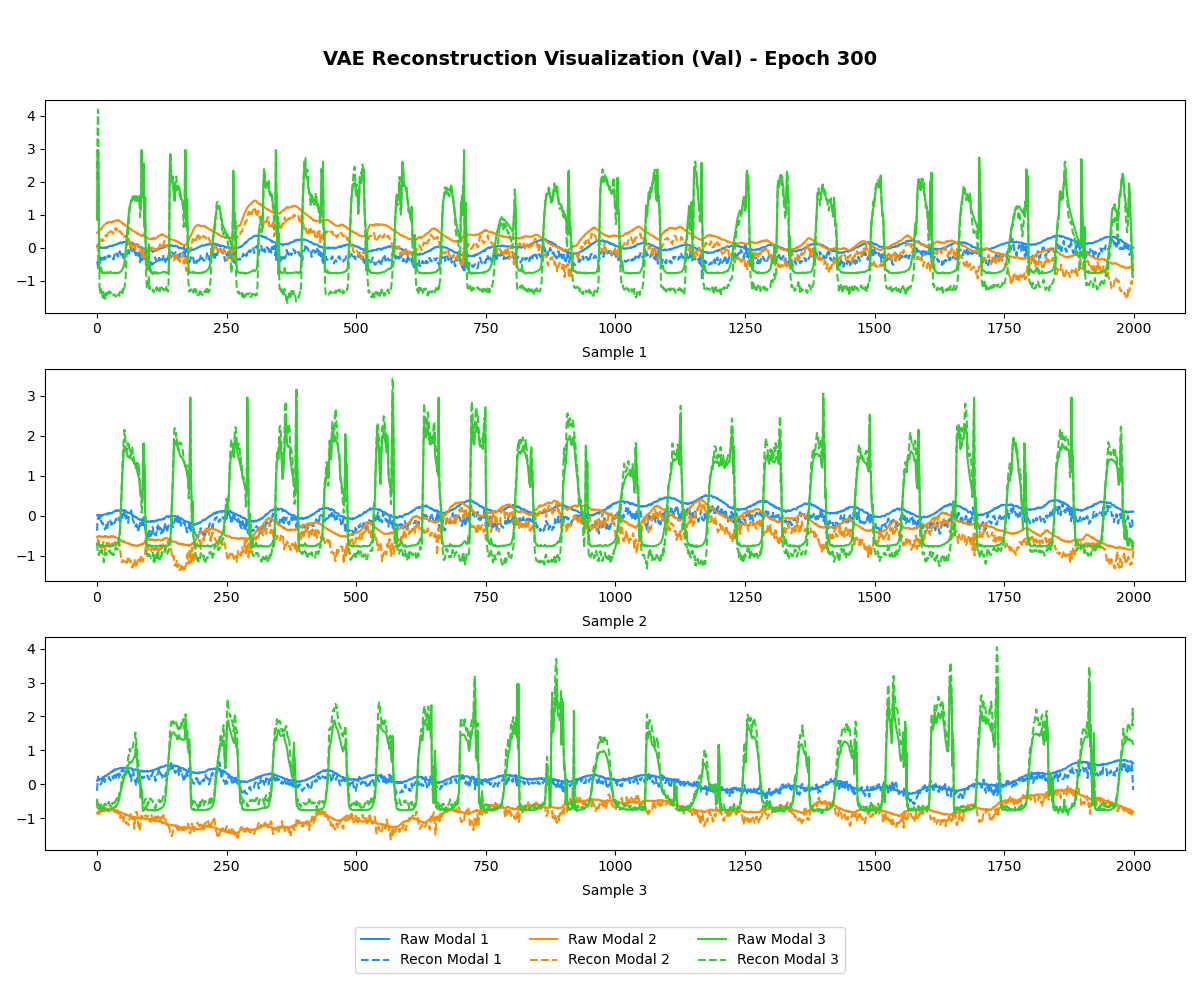 VAE Reconstruction Visualization (Val) - Epoch 300
4
3
2
1
0
−1
0 250 500 750 1000 1250 1500 1750 2000
Sample 1
3
2
1
0
−1
0 250 500 750 1000 1250 1500 1750 2000
Sample 2
4
3
2
1
0
−1
0 250 500 750 1000 1250 1500 1750 2000
Sample 3
Raw Modal 1 Raw Modal 2 Raw Modal 3
Recon Modal 1 Recon Modal 2 Recon Modal 3